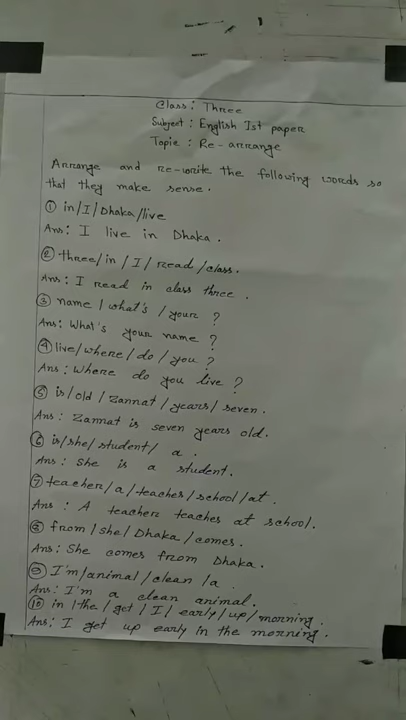 Class: Three
Subject: English Ist paper
Topic: Re-arrange
Arrange and re-write the following words so
that they make sense.
① in/I/Dhaka/live
Ans: I live in Dhaka.
② three/in/I/read/class.
Ans: I read in class three.
③ name/what's/your?
Ans: What's your name?
④ live/where/do/you?
Ans: Where do you live?
⑤ is/old/Zannat/years/seven.
Ans: Zannat is seven years old.
⑥ is/she/student/a.
Ans: She is a student.
⑦ teacher/a/teaches/school/at.
Ans: A teacher teaches at school.
⑧ from/she/Dhaka/comes.
Ans: She comes from Dhaka.
⑨ I'm/animal/clean/a.
Ans: I'm a clean animal.
⑩ in/the/get/I/early/up/morning.
Ans: I get up early in the morning.